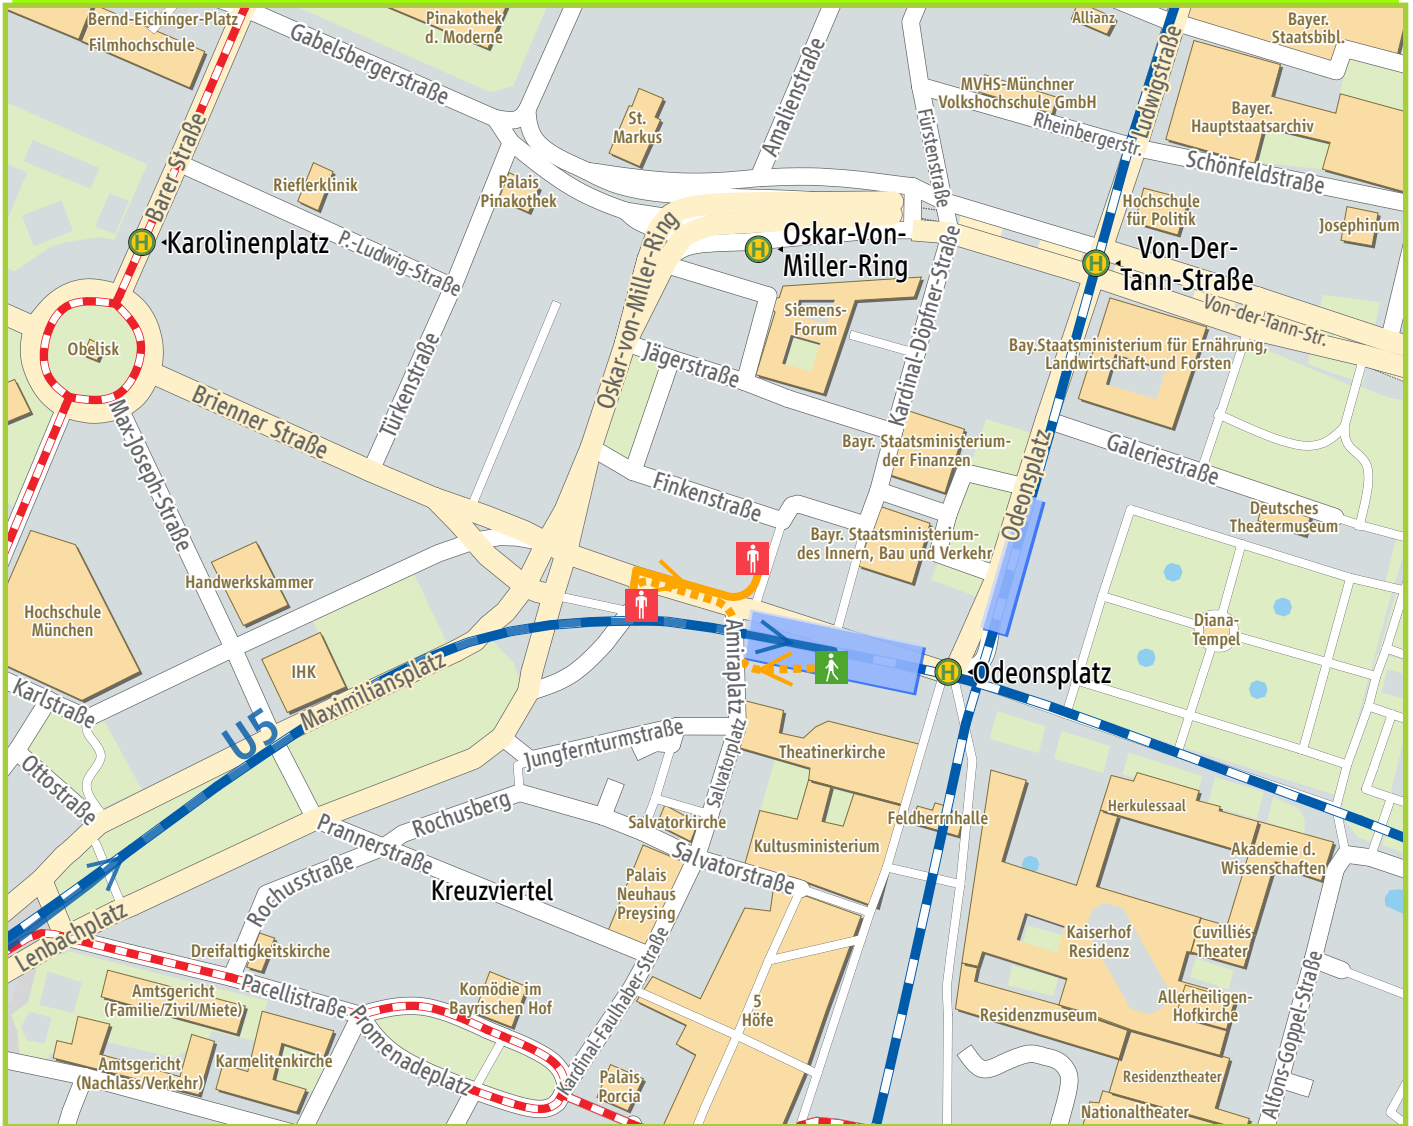 Bernd-Eichinger-Platz
Filmhochschule
Pinakothek
d. Moderne
Allianz
Bayer.
Staatsbibl.
Gabelsbergerstraße
Amalienstraße
Ludwigstraße
MVHS-Münchner
Volkshochschule GmbH
Rheinbergerstr.
Bayer.
Hauptstaatsarchiv
St.
Markus
Fürstenstraße
Schönfeldstraße
Barer Straße
Rieflerklinik
Palais
Pinakothek
Hochschule
für Politik
Josephinum
H
Karolinenplatz
P.-Ludwig-Straße
Oskar-von-Miller-Ring
H
Oskar-Von-
Miller-Ring
Kardinal-Döpfner-Straße
H
Von-Der-
Tann-Straße
Von-der-Tann-Str.
Siemens-
Forum
Obelisk
Türkenstraße
Jägerstraße
Bay.Staatsministerium für Ernährung,
Landwirtschaft und Forsten
Brienner Straße
Max-Joseph-Straße
Bayr. Staatsministerium-
der Finanzen
Odeonsplatz
Galeriestraße
Finkenstraße
Deutsches
Theatermuseum
Bayr. Staatsministerium-
des Innern, Bau und Verkehr
Handwerkskammer
Hochschule
München
Diana-
Tempel
Amiraplatz
IHK
Maximiliansplatz
H
Odeonsplatz
Karlstraße
U5
Jungfernturmstraße
Salvatorplatz
Theatinerkirche
Ottostraße
Rochusberg
Salvatorkirche
Feldherrnhalle
Herkulessaal
Prannerstraße
Kultusministerium
Akademie d.
Wissenschaften
Rochusstraße
Salvatorstraße
Palais
Neuhaus
Preysing
Kreuzviertel
Lenbachplatz
Dreifaltigkeitskirche
Kaiserhof
Residenz
Cuvilliés-
Theater
Kardinal-Faulhaber-Straße
Amtsgericht
(Familie/Zivil/Miete)
Pacellistraße
Komödie im
Bayrischen Hof
5
Höfe
Residenzmuseum
Allerheiligen-
Hofkirche
Alfons-Goppel-Straße
Promenadeplatz
Amtsgericht
(Nachlass/Verkehr)
Karmelitenkirche
Palais
Porcia
Residenztheater
Nationaltheater